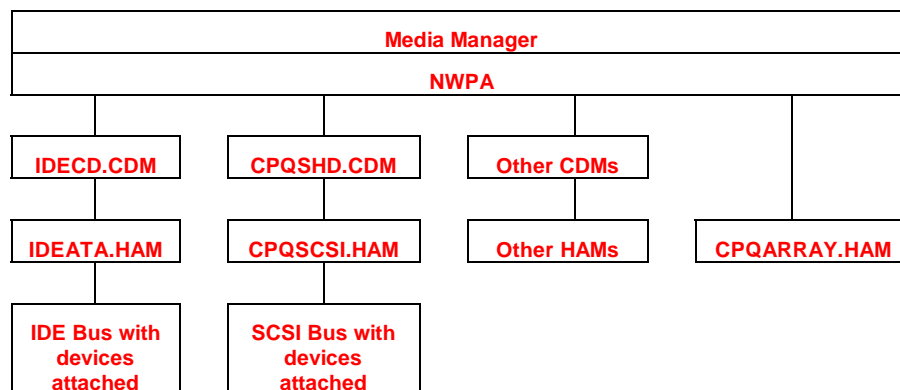 Media Manager
NWPA
IDECD.CDM
CPQSHD.CDM
Other CDMs
IDEATA.HAM
CPQSCSI.HAM
Other HAMs
CPQARRAY.HAM
IDE Bus with
devices
attached
SCSI Bus with
devices
attached